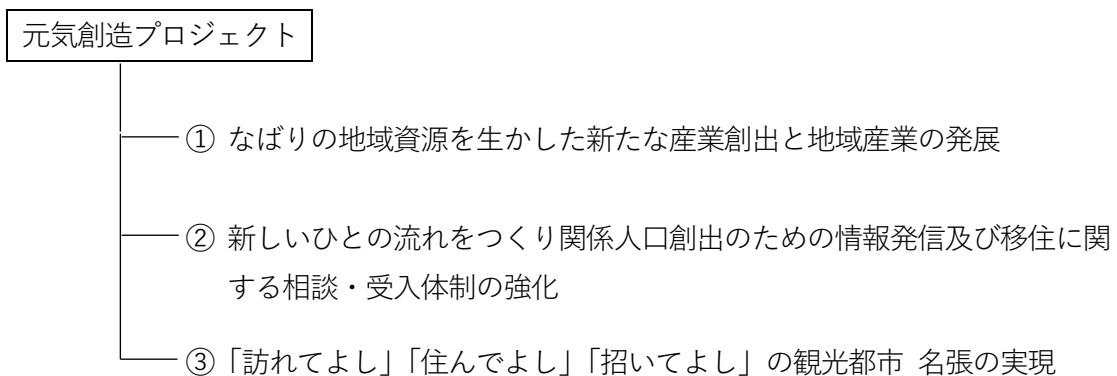 元気創造プロジェクト
① なばりの地域資源を生かした新たな産業創出と地域産業の発展
② 新しいひとの流れをつくり関係人口創出のための情報発信及び移住に関
する相談・受入体制の強化
③「訪れてよし」「住んでよし」「招いてよし」の観光都市 名張の実現